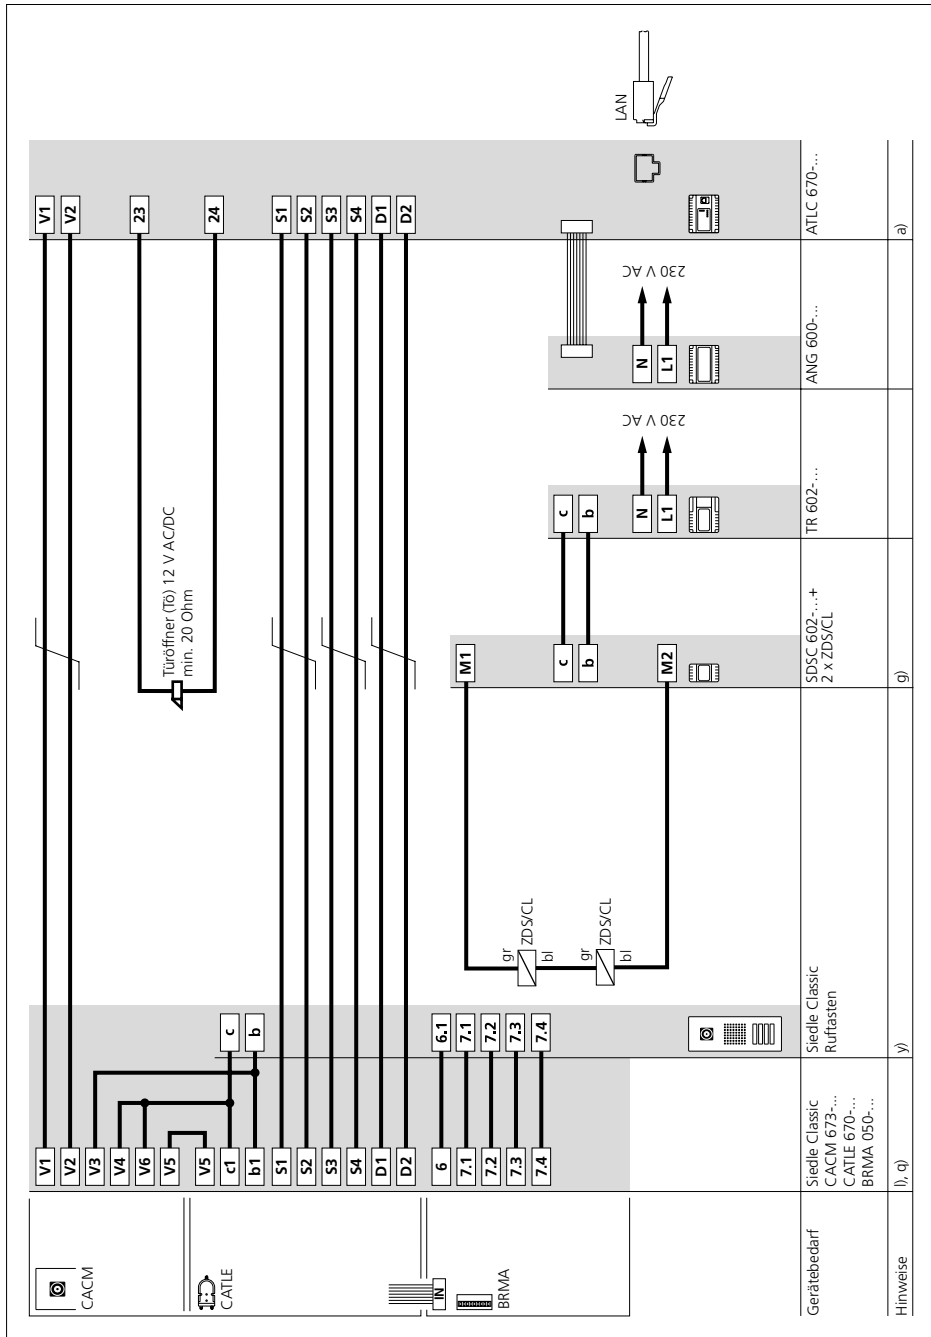 V1 V1
V2 V2
CACM
V3
V4
23
V6
V5
Türöffner (Tö) 12 V AC/DC
min. 20 Ohm
V5
24
CATLE
c1 c
b1 b
S1 S1
S2 S2
S3 S3
S4 S4
D1 D1
D2 D2
IN
6 6.1
7.1 7.1
M1
7.2 7.2
BRMA
gr
ZDS/CL
bl
7.3 7.3
7.4 7.4
c c
b b
gr
ZDS/CL
bl
LAN
N
N
L1
L1
M2
230 V AC
230 V AC
Gerätebedarf
Siedle Classic
CACM 673-...
CATLE 670-...
BRMA 050-...
Siedle Classic
Ruftasten
SDSC 602-...+
2 x ZDS/CL
TR 602-...
ANG 600-...
ATLC 670-...
Hinweise
l), q)
y)
g)
a)